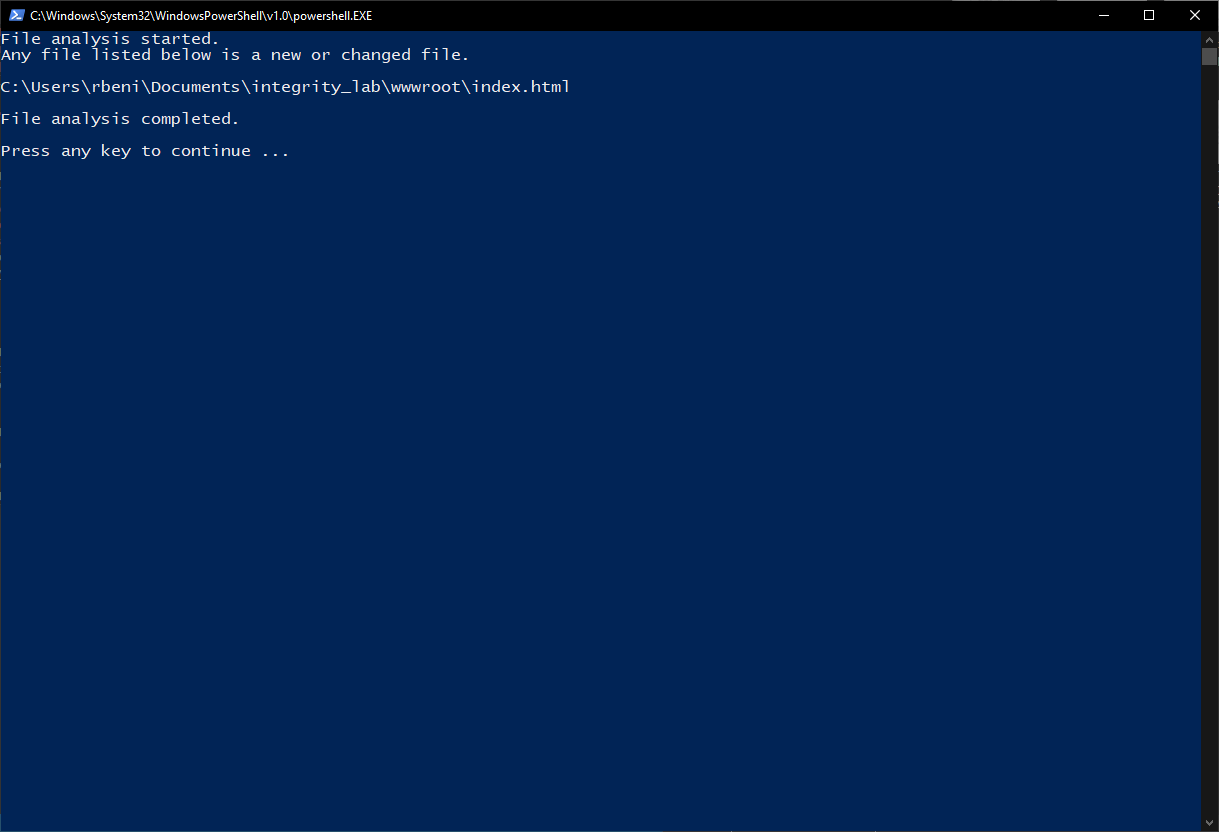 C:\Windows\System32\WindowsPowerShell\v1.0\powershell.EXE
File analysis started.
Any file listed below is a new or changed file.
C:\Users\rbeni\Documents\integrity_lab\wwwroot\index.html
File analysis completed.
Press any key to continue ...